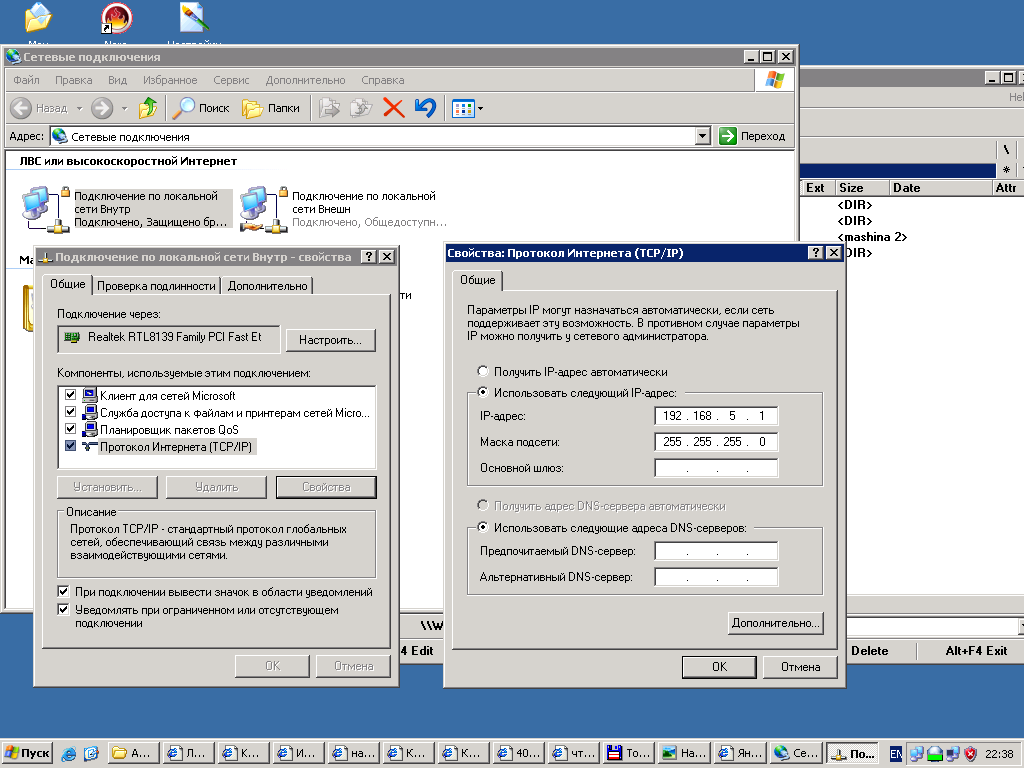 Сетевые подключения
Файл Правка Вид Избранное Сервис Дополнительно Справка
Назад Поиск Папки
Адрес: Сетевые подключения Переход
ЛВС или высокоскоростной Интернет
Подключение по локальной
сети Внутр
Подключено, Защищено бр...
Подключение по локальной
сети Внешн
Подключено, Общедоступн...
\
*
Ext Size Date Attr
<DIR>
<DIR>
<mashina 2>
Подключение по локальной сети Внутр - свойства
Общие Проверка подлинности Дополнительно
Подключение через:
Realtek RTL8139 Family PCI Fast Et
Настроить...
Компоненты, используемые этим подключением:
Клиент для сетей Microsoft
Служба доступа к файлам и принтерам сетей Micro...
Планировщик пакетов QoS
Протокол Интернета (TCP/IP)
Установить... Удалить Свойства
Описание
Протокол TCP/IP - стандартный протокол глобальных
сетей, обеспечивающий связь между различными
взаимодействующими сетями.
При подключении вывести значок в области уведомлений
Уведомлять при ограниченном или отсутствующем
подключении
OK Отмена
Свойства: Протокол Интернета (TCP/IP)
Общие
Параметры IP могут назначаться автоматически, если сеть
поддерживает эту возможность. В противном случае параметры
IP можно получить у сетевого администратора.
Получить IP-адрес автоматически
Использовать следующий IP-адрес:
IP-адрес: 192 . 168 . 5 . 1
Маска подсети: 255 . 255 . 255 . 0
Основной шлюз: . . .
Получить адрес DNS-сервера автоматически
Использовать следующие адреса DNS-серверов:
Предпочитаемый DNS-сервер: . . .
Альтернативный DNS-сервер: . . .
Дополнительно...
OK Отмена
4 Edit
Delete Alt+F4 Exit
Пуск А... Л... К... И... на... К... К... 40... чт... То... На... Ян... Се... По... EN 22:38